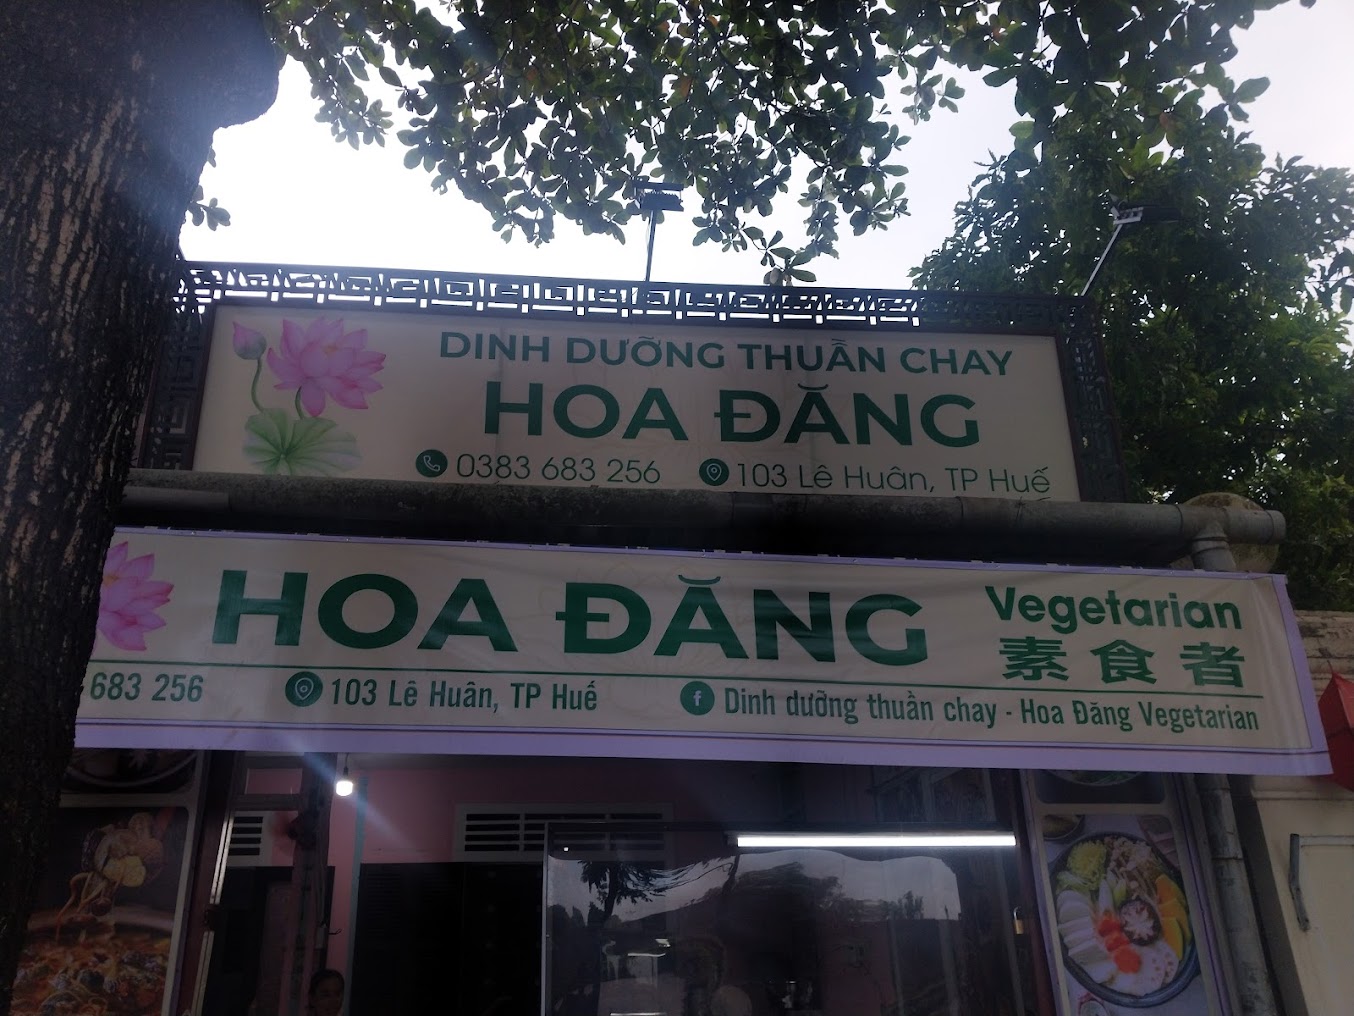 DINH DƯỠNG THUẦN CHAY
HOA ĐĂNG
0383 683 256 103 Lê Huân, TP Huế
HOA ĐĂNG Vegetarian
素食者
683 256 103 Lê Huân, TP Huế f Dinh dưỡng thuần chay - Hoa Đăng Vegetarian